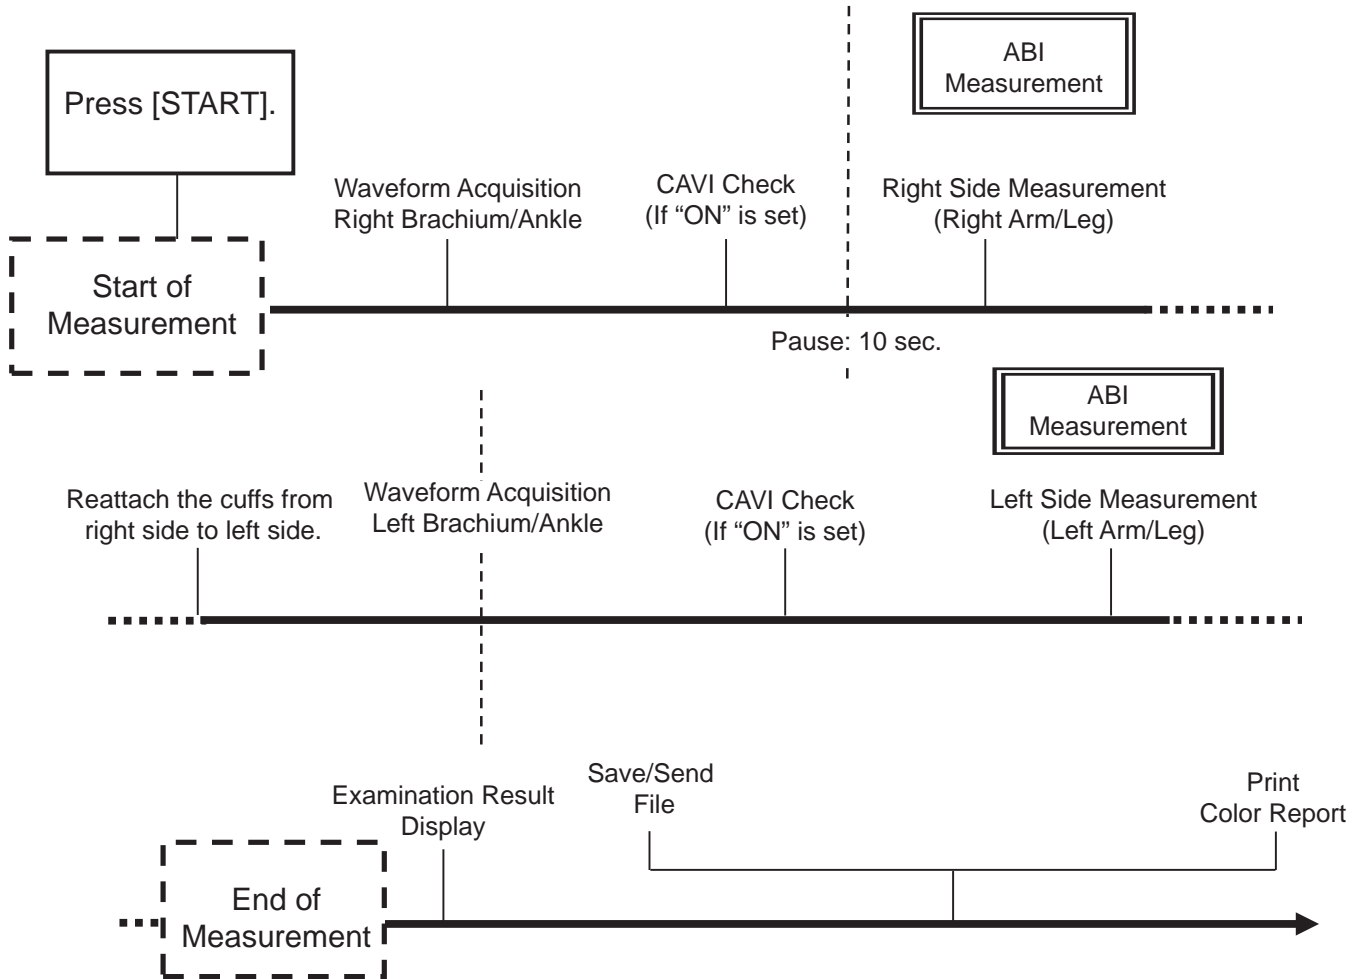 ABI
Measurement
Press [START].
Waveform Acquisition
Right Brachium/Ankle
CAVI Check
(If “ON” is set)
Right Side Measurement
(Right Arm/Leg)
Start of
Measurement
Pause: 10 sec.
ABI
Measurement
Reattach the cuffs from
right side to left side.
Waveform Acquisition
Left Brachium/Ankle
CAVI Check
(If “ON” is set)
Left Side Measurement
(Left Arm/Leg)
Examination Result
Display
Save/Send
File
Print
Color Report
End of
Measurement